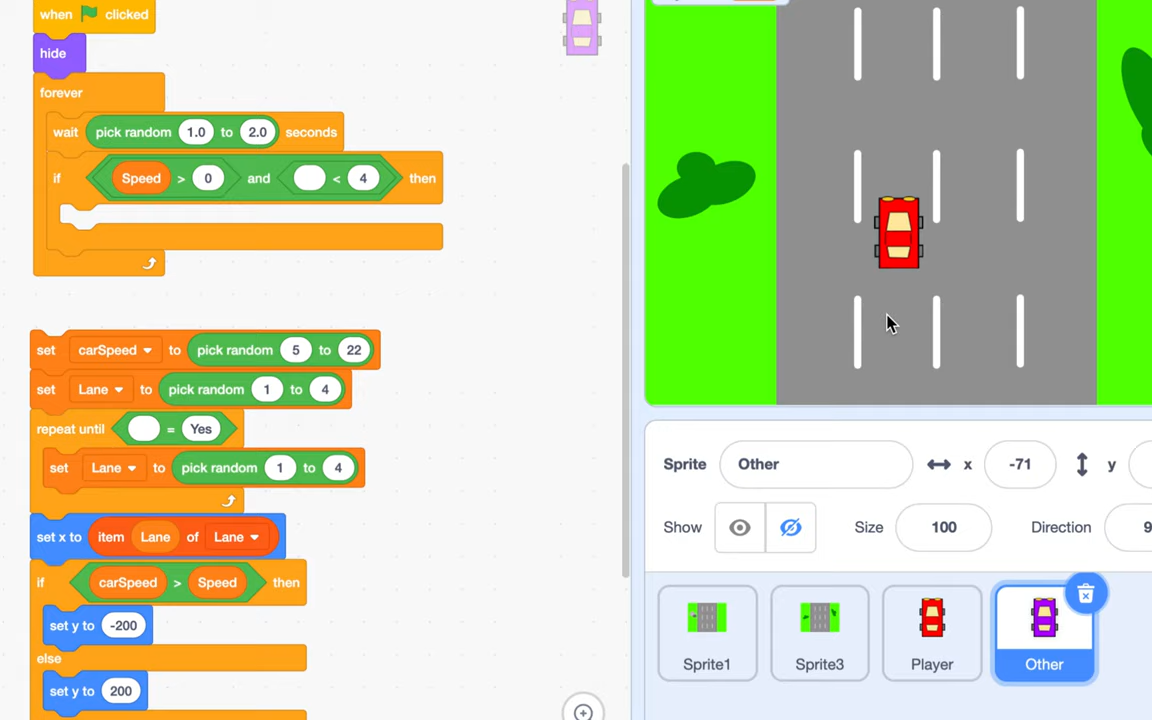 when clicked
hide
forever
wait pick random 1.0 to 2.0 seconds
if Speed > 0 and < 4 then
set carSpeed to pick random 5 to 22
set Lane to pick random 1 to 4
repeat until = Yes
set Lane to pick random 1 to 4
set x to item Lane of Lane
if carSpeed > Speed then
set y to -200
else
set y to 200
Sprite Other x -71 y
Show Size 100 Direction 9
Sprite1 Sprite3 Player Other